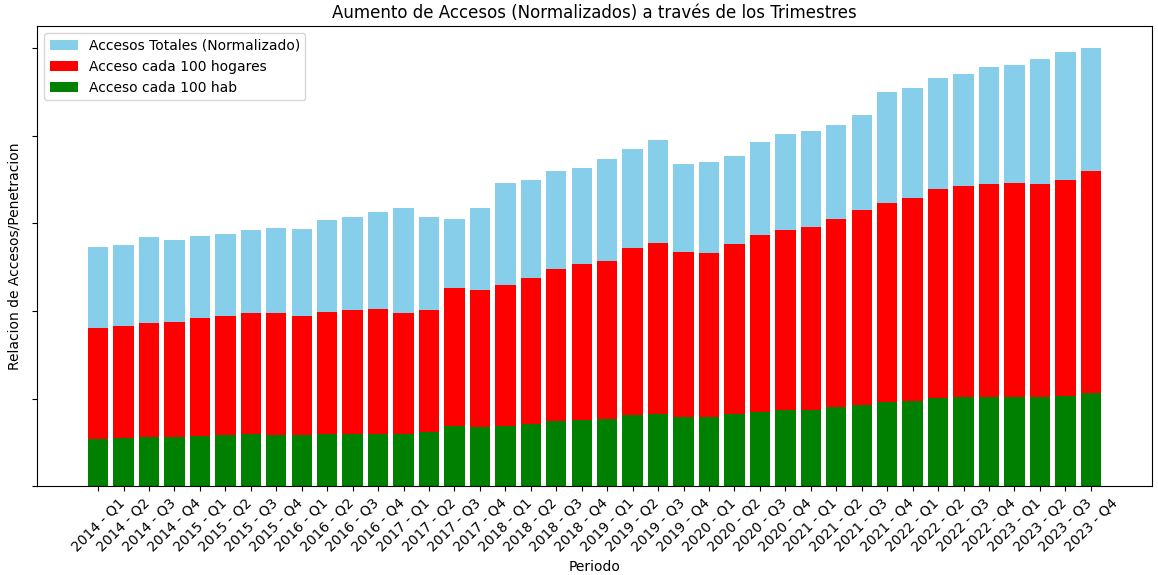 Aumento de Accesos (Normalizados) a través de los Trimestres
Accesos Totales (Normalizado)
Acceso cada 100 hogares
Acceso cada 100 hab
Relacion de Accesos/Penetracion
2014 - Q1
2014 - Q2
2014 - Q3
2014 - Q4
2015 - Q1
2015 - Q2
2015 - Q3
2015 - Q4
2016 - Q1
2016 - Q2
2016 - Q3
2016 - Q4
2017 - Q1
2017 - Q2
2017 - Q3
2017 - Q4
2018 - Q1
2018 - Q2
2018 - Q3
2018 - Q4
2019 - Q1
2019 - Q2
2019 - Q3
2019 - Q4
2020 - Q1
2020 - Q2
2020 - Q3
2020 - Q4
2021 - Q1
2021 - Q2
2021 - Q3
2021 - Q4
2022 - Q1
2022 - Q2
2022 - Q3
2022 - Q4
2023 - Q1
2023 - Q2
2023 - Q3
2023 - Q4
Periodo